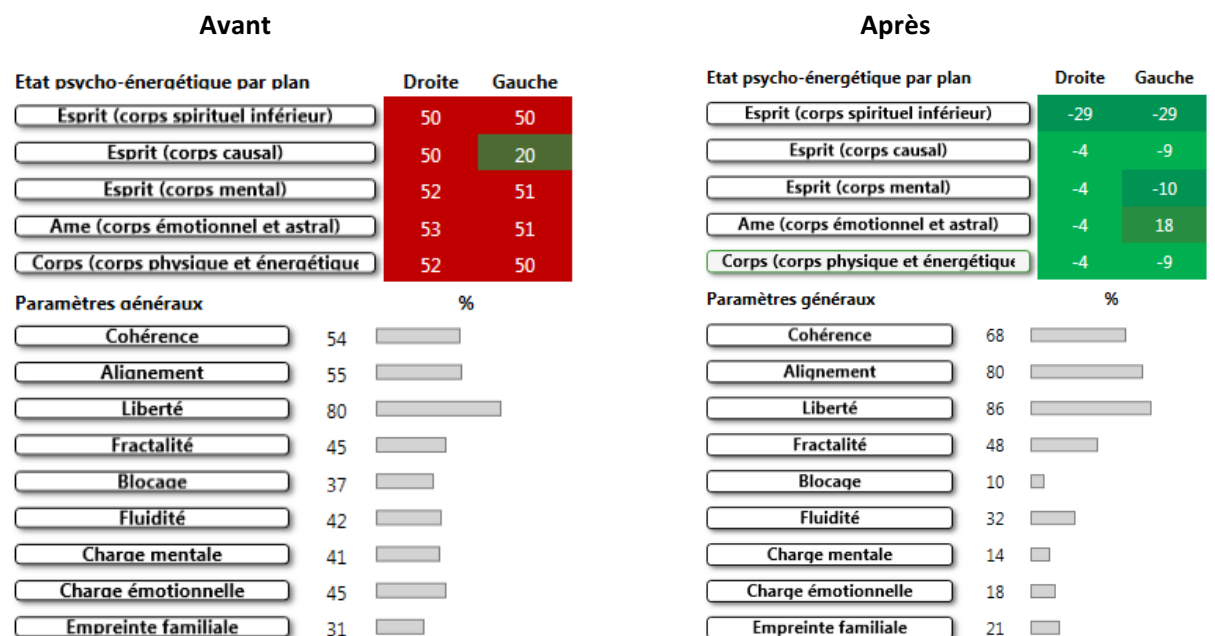 Avant
Etat psycho-énergétique par plan Droite Gauche
Esprit (corps spirituel inférieur) 50 50
Esprit (corps causal) 50 20
Esprit (corps mental) 52 51
Ame (corps émotionnel et astral) 53 51
Corps (corps physique et énergétique 52 50
Paramètres généraux %
Cohérence 54
Alignement 55
Liberté 80
Fractalité 45
Blocage 37
Fluidité 42
Charge mentale 41
Charge émotionnelle 45
Empreinte familiale 31
Après
Etat psycho-énergétique par plan Droite Gauche
Esprit (corps spirituel inférieur) -29 -29
Esprit (corps causal) -4 -9
Esprit (corps mental) -4 -10
Ame (corps émotionnel et astral) -4 18
Corps (corps physique et énergétique -4 -9
Paramètres généraux %
Cohérence 68
Alignement 80
Liberté 86
Fractalité 48
Blocage 10
Fluidité 32
Charge mentale 14
Charge émotionnelle 18
Empreinte familiale 21